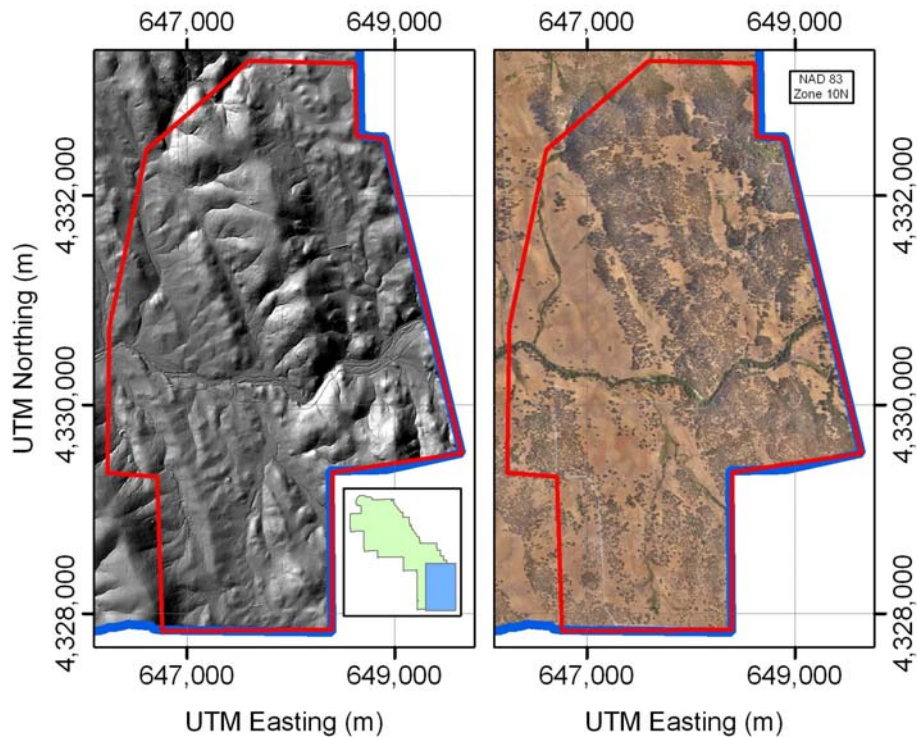 647,000
649,000
647,000
649,000
NAD 83
Zone 10N
4,332,000
4,332,000
UTM Northing (m)
4,330,000
4,330,000
4,328,000
4,328,000
647,000
649,000
647,000
649,000
UTM Easting (m)
UTM Easting (m)